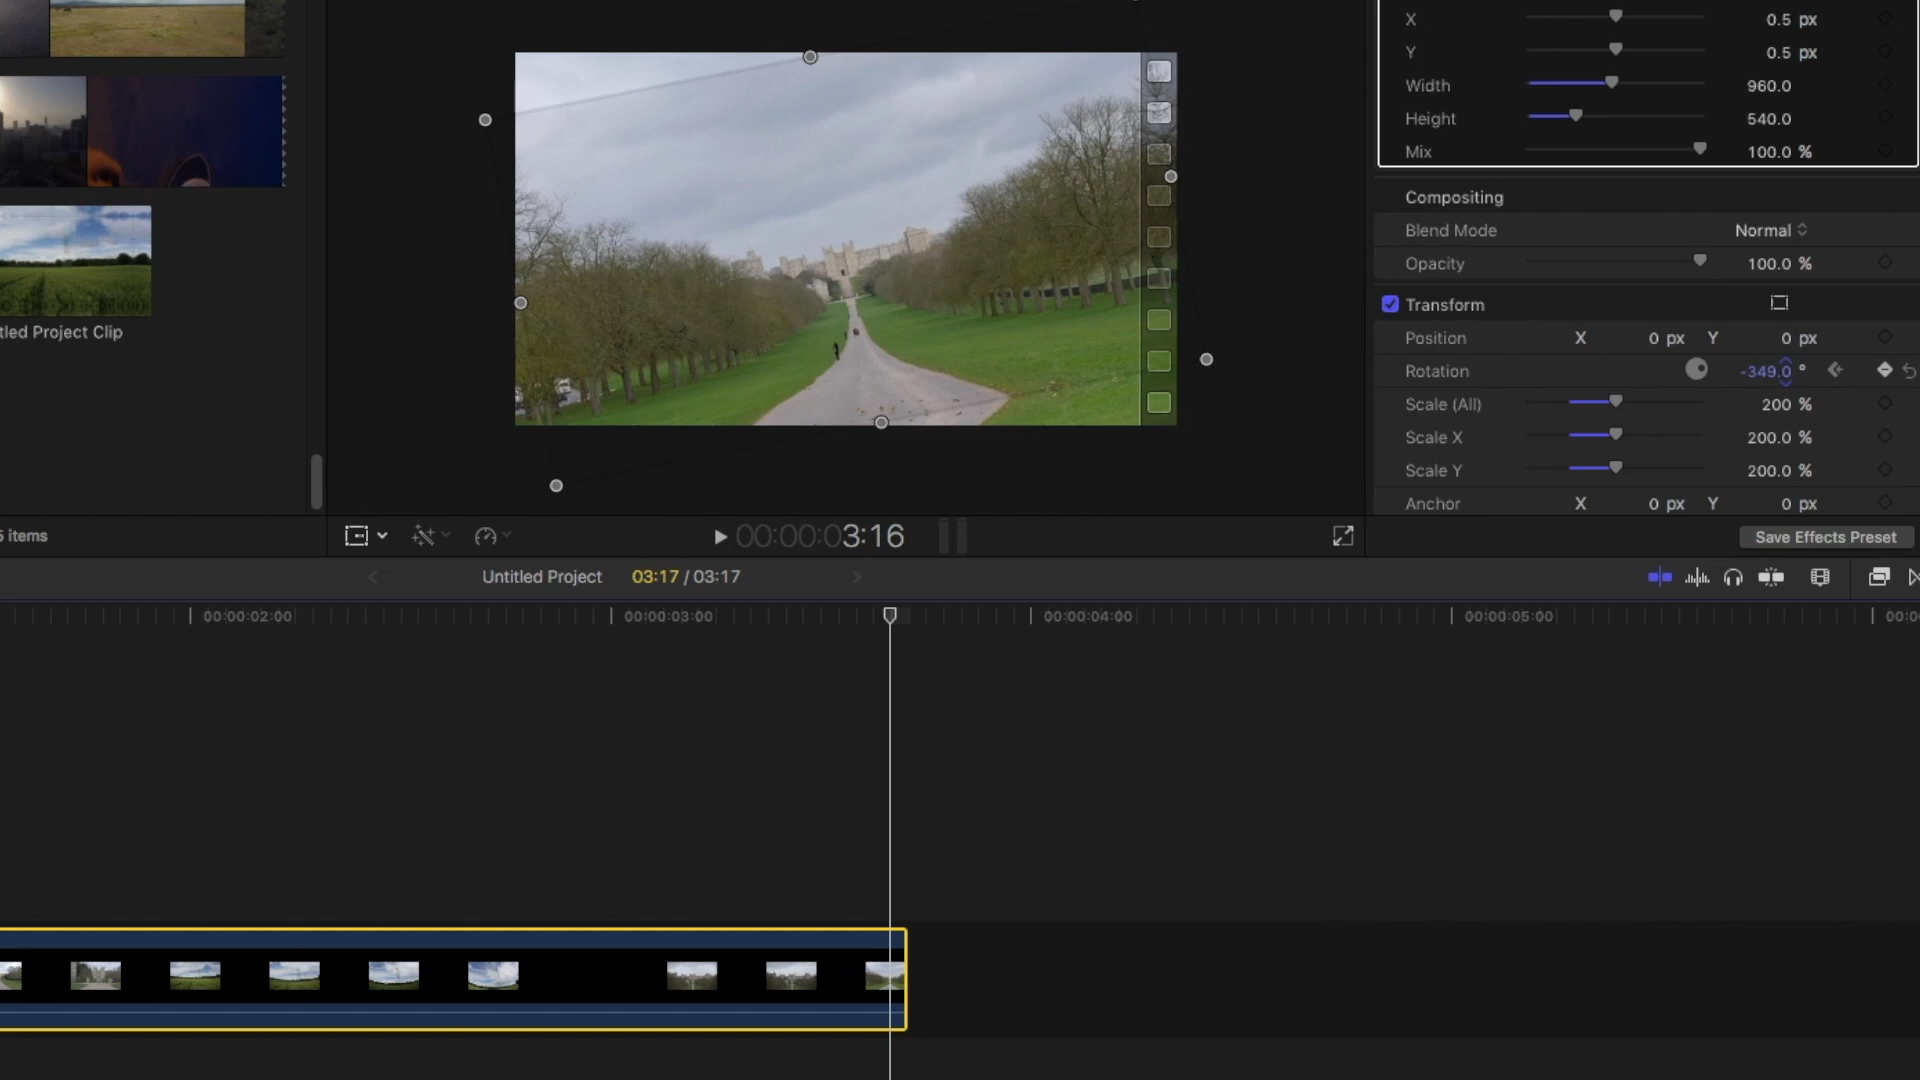 X 0.5 px
Y 0.5 px
Width 960.0
Height 540.0
Mix 100.0 %
Compositing
Blend Mode Normal
Opacity 100.0 %
Transform
Position X 0 px Y 0 px
Rotation -349.0 °
Scale (All) 200 %
Scale X 200.0 %
Scale Y 200.0 %
Anchor X 0 px Y 0 px
tled Project Clip
5 items
00:00:03:16
Save Effects Preset
Untitled Project 03:17 / 03:17
00:00:02:00 00:00:03:00 00:00:04:00 00:00:05:00 00:0